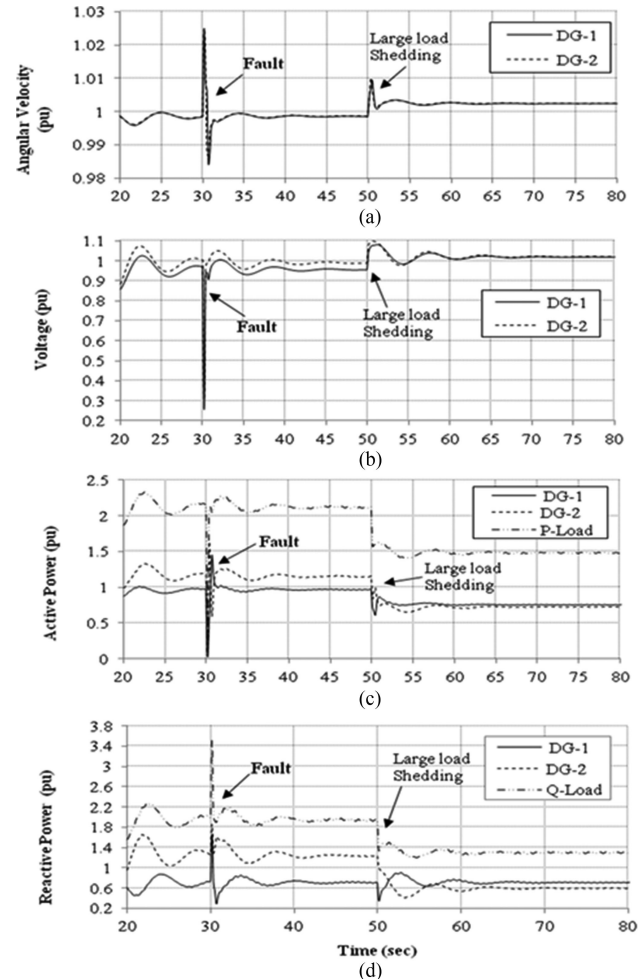 (a)
1.03
1.02
1.01
1
0.99
0.98
Angular Velocity
(pu)
Fault
Large load
Shedding
DG-1
DG-2
20 25 30 35 40 45 50 55 60 65 70 75 80
(a)
1.1
1
0.9
0.8
0.7
0.6
0.5
0.4
0.3
0.2
Voltage (pu)
Fault
Large load
Shedding
DG-1
DG-2
20 25 30 35 40 45 50 55 60 65 70 75 80
(b)
2.5
2
1.5
1
0.5
0
Active Power (pu)
Fault
Large load
Shedding
DG-1
DG-2
P-Load
20 25 30 35 40 45 50 55 60 65 70 75 80
(c)
3.8
3.4
3
2.6
2.2
1.8
1.4
1
0.6
0.2
Reactive Power (pu)
Fault
Large load
Shedding
DG-1
DG-2
Q-Load
20 25 30 35 40 45 50 55 60 65 70 75 80
Time (sec)
(d)